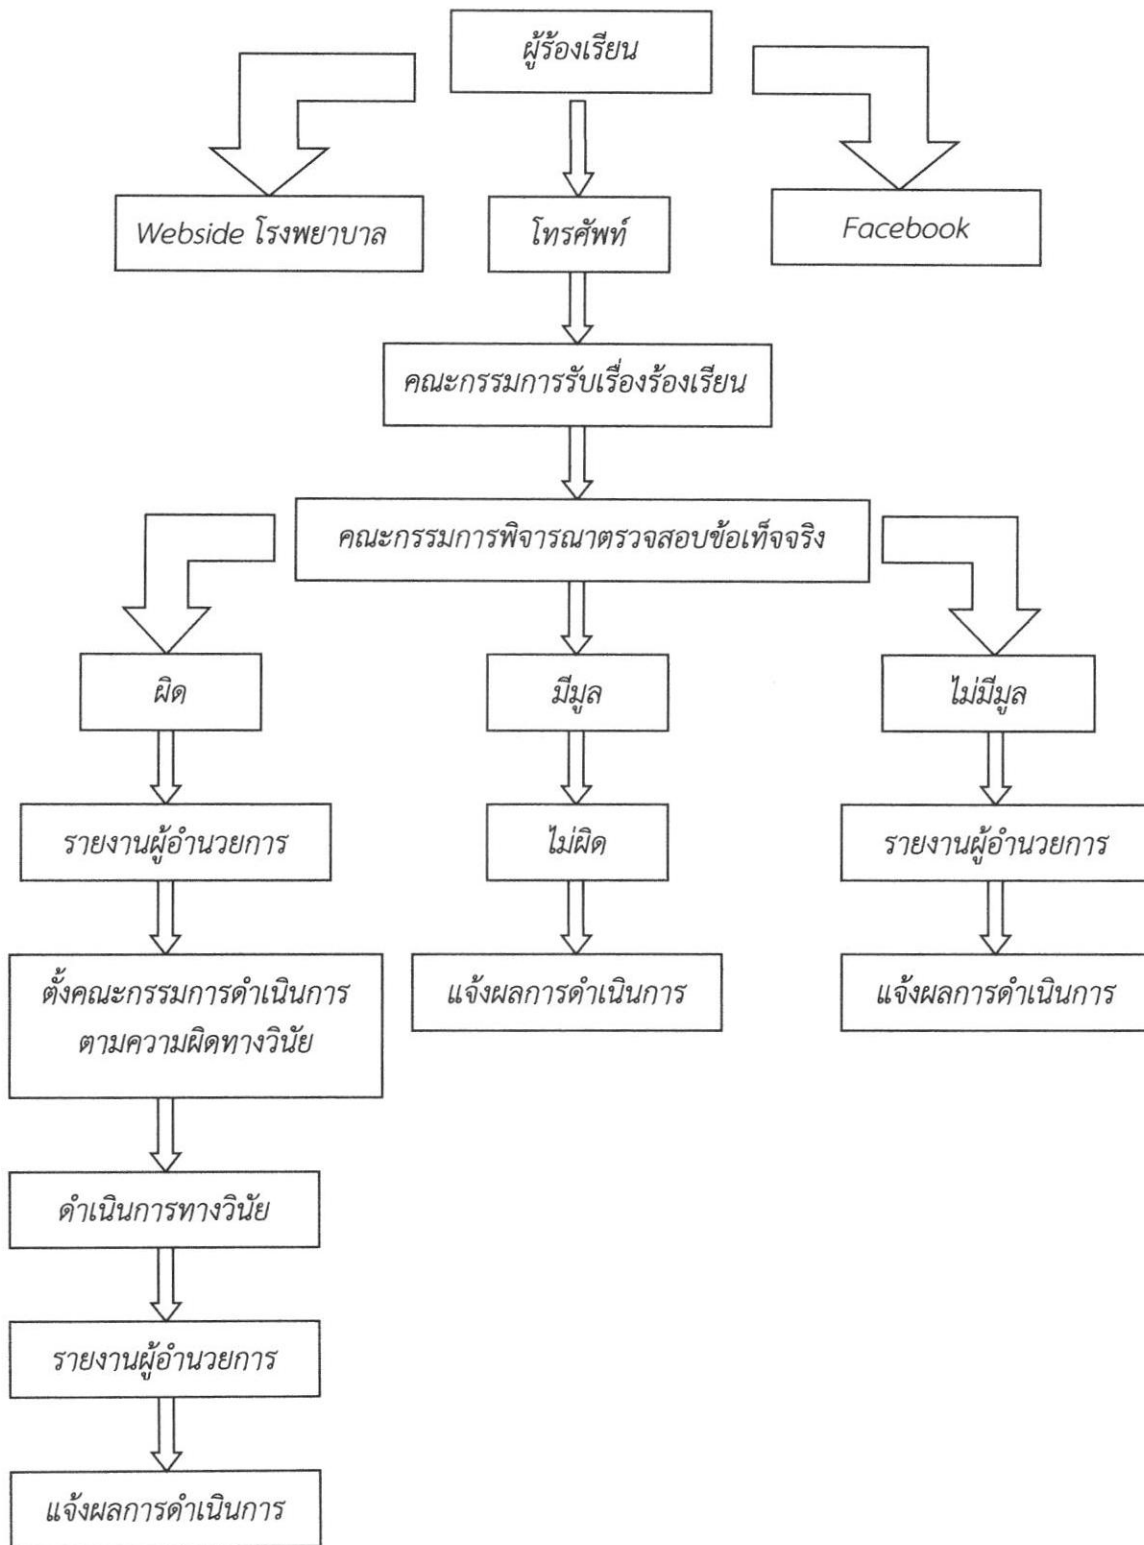 ผู้ร้องเรียน
Webside โรงพยาบาล
โทรศัพท์
Facebook
คณะกรรมการรับเรื่องร้องเรียน
คณะกรรมการพิจารณาตรวจสอบข้อเท็จจริง
ผิด
มีมูล
ไม่มีมูล
รายงานผู้อำนวยการ
ไม่ผิด
รายงานผู้อำนวยการ
ตั้งคณะกรรมการดำเนินการ
ตามความผิดทางวินัย
แจ้งผลการดำเนินการ
แจ้งผลการดำเนินการ
ดำเนินการทางวินัย
รายงานผู้อำนวยการ
แจ้งผลการดำเนินการ